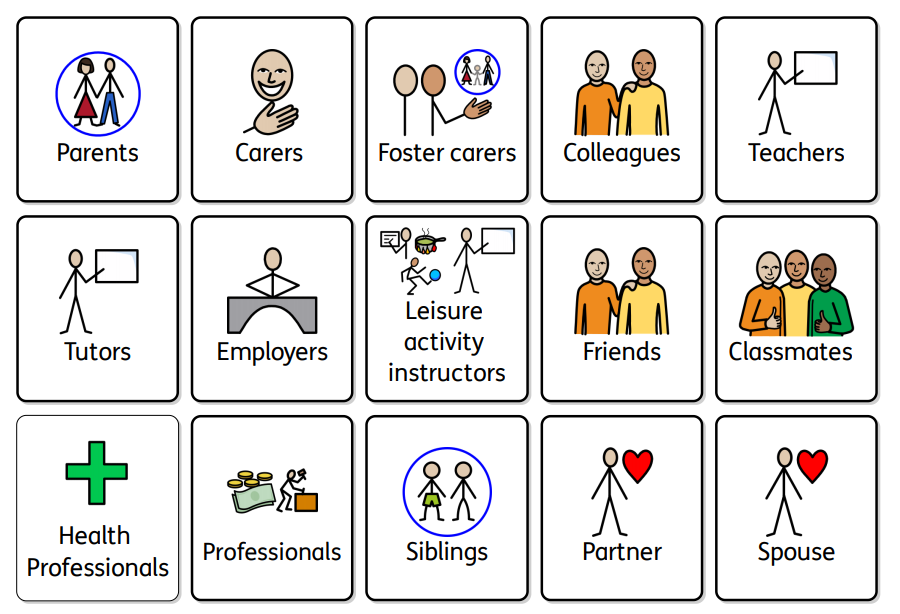 Parents
Carers
Foster carers
Colleagues
Teachers
Tutors
Employers
Leisure
activity
instructors
Friends
Classmates
Health
Professionals
Professionals
Siblings
Partner
Spouse